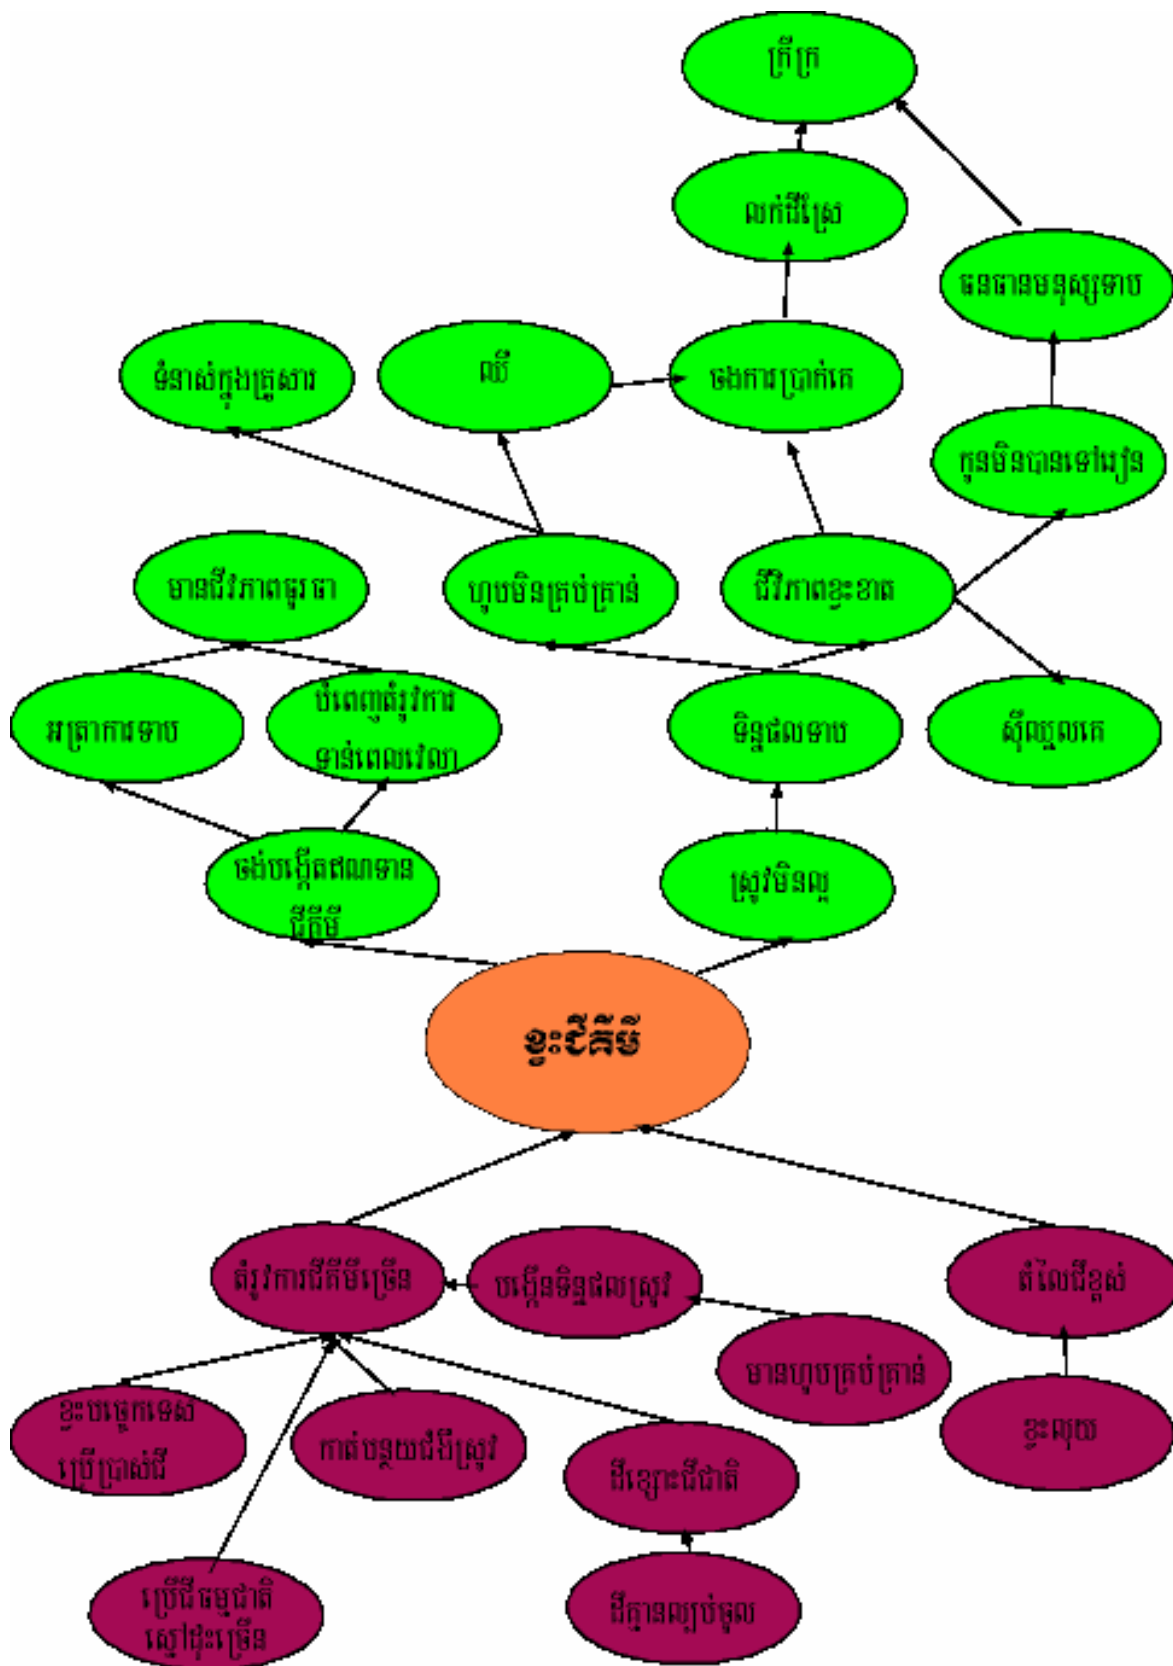 ក្រីក្រ
លក់ដីស្រែ
ធនធានមនុស្សទាប
ទំនាស់ក្នុងគ្រួសារ
ឈឺ
ចងការប្រាក់គេ
កូនមិនបានទៅរៀន
មានជីវភាពធូរធា
ហូបមិនគ្រប់គ្រាន់
ជីវិភាពខ្វះខាត
អត្រាការទាប
បំពេញតំរូវការ
ទាន់ពេលវេលា
ទិន្នផលទាប
ស៊ីឈ្នួលគេ
ចង់បង្កើតឥណទាន
ជីគីមី
ស្រូវមិនល្អ
ខ្វះជីគីមី
តំរូវការជីគីមីច្រើន
បង្កើនទិន្នផលស្រូវ
តំលៃជីខ្ពស់
មានហូបគ្រប់គ្រាន់
ខ្វះបច្ចេកទេស
ប្រើប្រាស់ជី
កាត់បន្ថយជំងឺស្រូវ
ខ្វះលុយ
ដីខ្សោះជីជាតិ
ប្រើជីធម្មជាតិ
ស្មៅដុះច្រើន
ដីគ្មានល្បប់ចូល